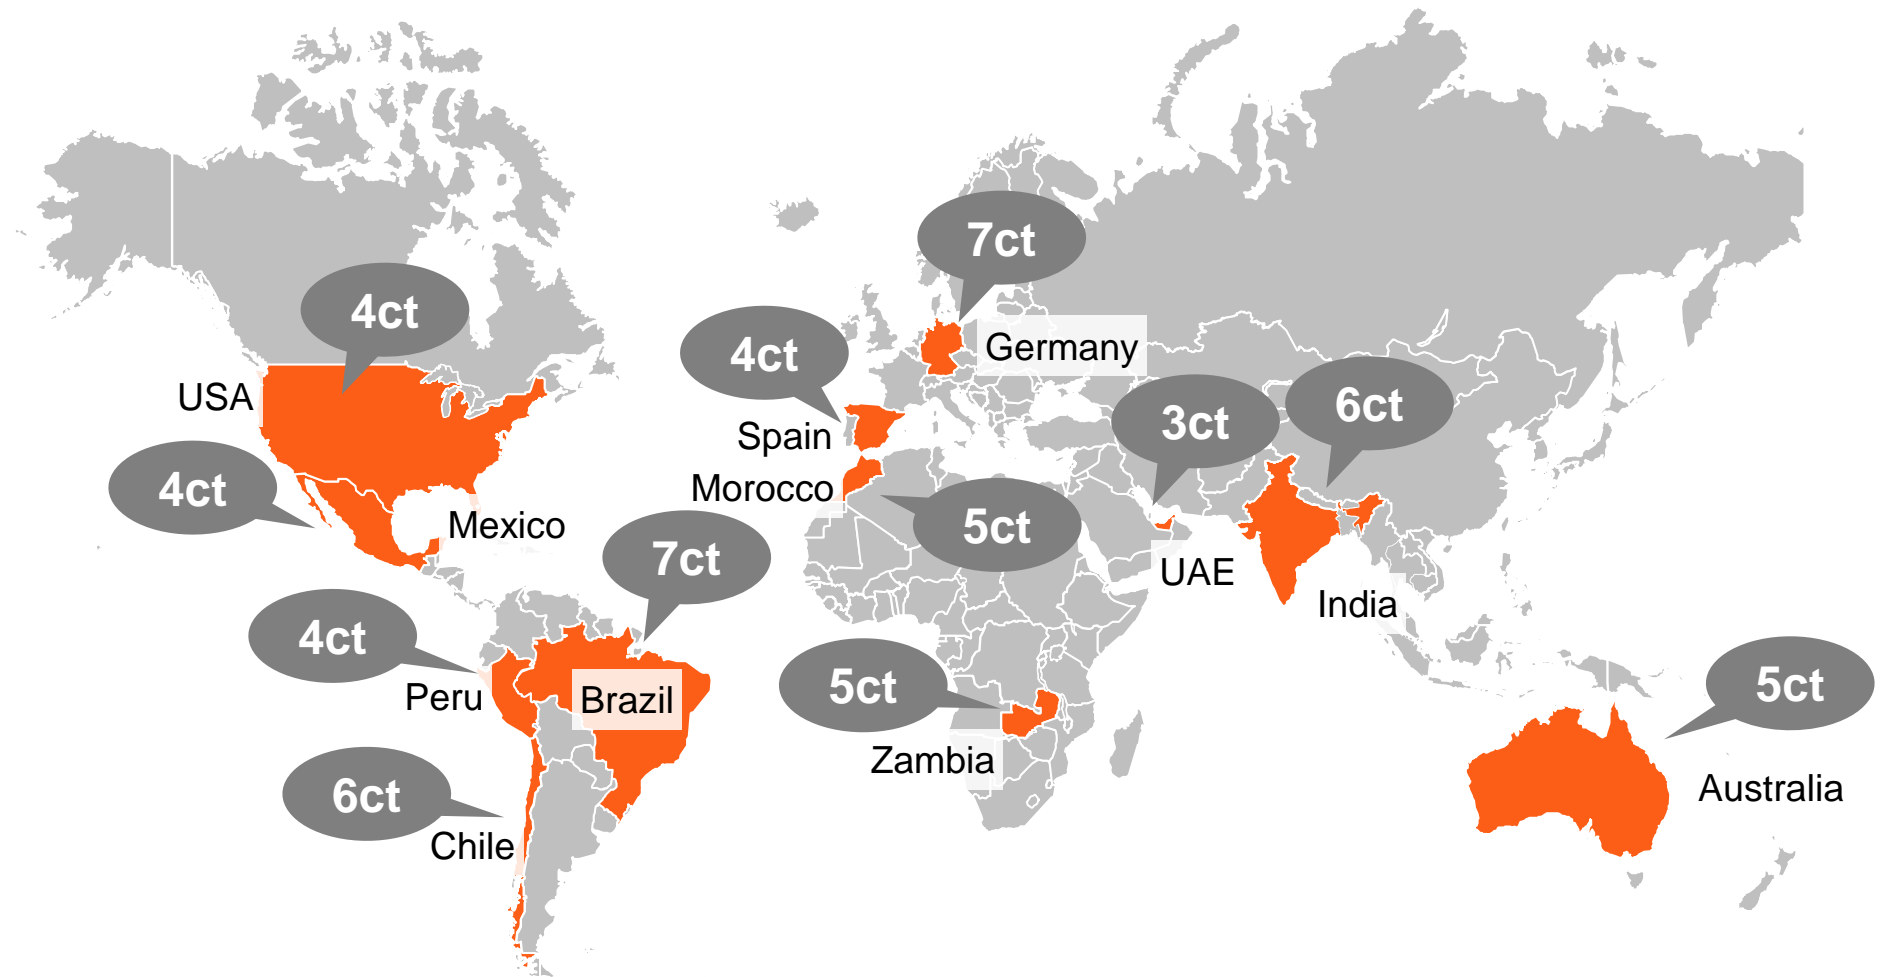 7ct
Germany
4ct
USA
4ct
Spain
3ct
6ct
4ct
Mexico
Morocco
5ct
7ct
UAE
India
4ct
Peru
Brazil
5ct
Zambia
5ct
Australia
6ct
Chile